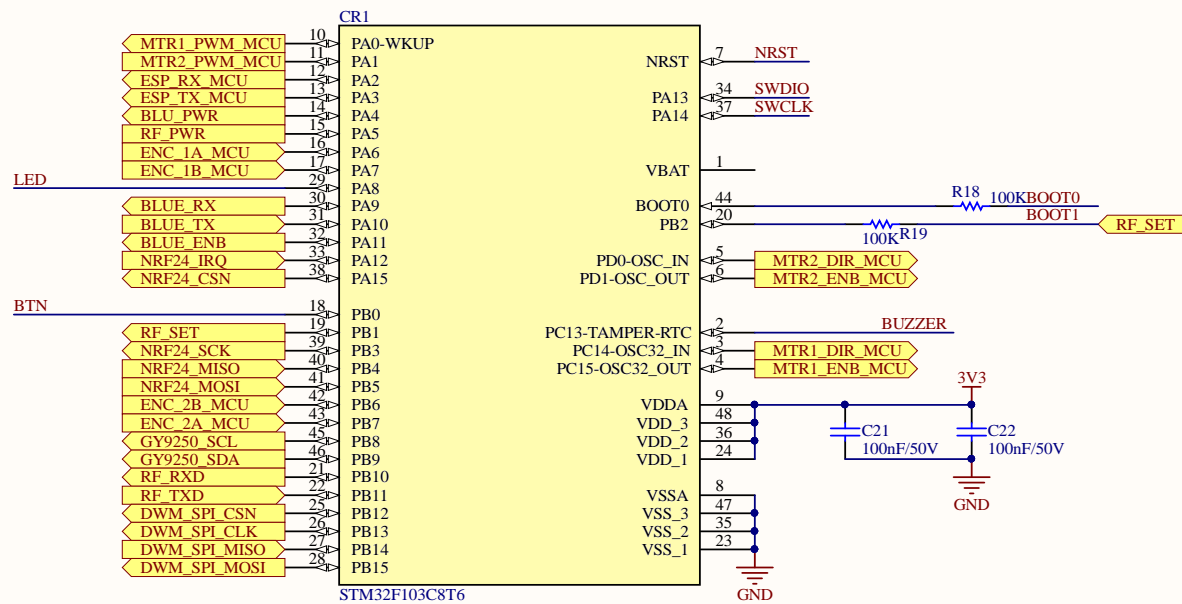 CR1
MTR1_PWM_MCU 10 PA0-WKUP
MTR2_PWM_MCU 11 PA1 NRST 7 NRST
ESP_RX_MCU 12 PA2
ESP_TX_MCU 13 PA3 PA13 34 SWDIO
BLU_PWR 14 PA4 PA14 37 SWCLK
RF_PWR 15 PA5
ENC_1A_MCU 16 PA6
ENC_1B_MCU 17 PA7 VBAT 1
LED 29 PA8
BLUE_RX 30 PA9 BOOT0 44 R18 100K BOOT0
BLUE_TX 31 PA10 PB2 20 100K R19 BOOT1 RF_SET
BLUE_ENB 32 PA11
NRF24_IRQ 33 PA12 PD0-OSC_IN 5 MTR2_DIR_MCU
NRF24_CSN 38 PA15 PD1-OSC_OUT 6 MTR2_ENB_MCU
BTN 18 PB0
RF_SET 19 PB1 PC13-TAMPER-RTC 2 BUZZER
NRF24_SCK 39 PB3 PC14-OSC32_IN 3 MTR1_DIR_MCU
NRF24_MISO 40 PB4 PC15-OSC32_OUT 4 MTR1_ENB_MCU
NRF24_MOSI 41 PB5 3V3
ENC_2B_MCU 42 PB6 VDDA 9
ENC_2A_MCU 43 PB7 VDD_3 48 C21 C22
GY9250_SCL 45 PB8 VDD_2 36 100nF/50V 100nF/50V
GY9250_SDA 46 PB9 VDD_1 24
RF_RXD 21 PB10
RF_TXD 22 PB11 VSSA 8 GND
DWM_SPI_CSN 25 PB12 VSS_3 47
DWM_SPI_CLK 26 PB13 VSS_2 35
DWM_SPI_MISO 27 PB14 VSS_1 23
DWM_SPI_MOSI 28 PB15
STM32F103C8T6 GND